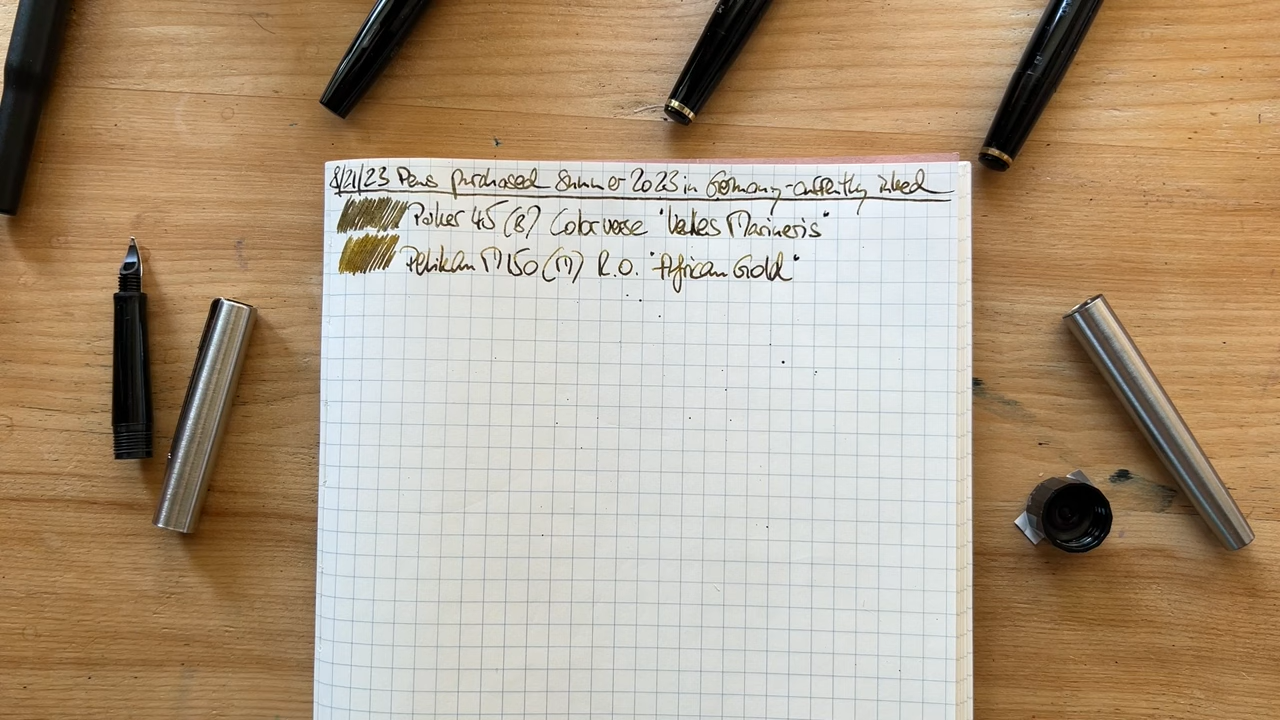 8/21/23 Pens purchased Summer 2023 in Germany - currently inked
Parker 45 (B) Colorverse "Valles Marineris"
Pelikan M150 (M) R.O. "African Gold"